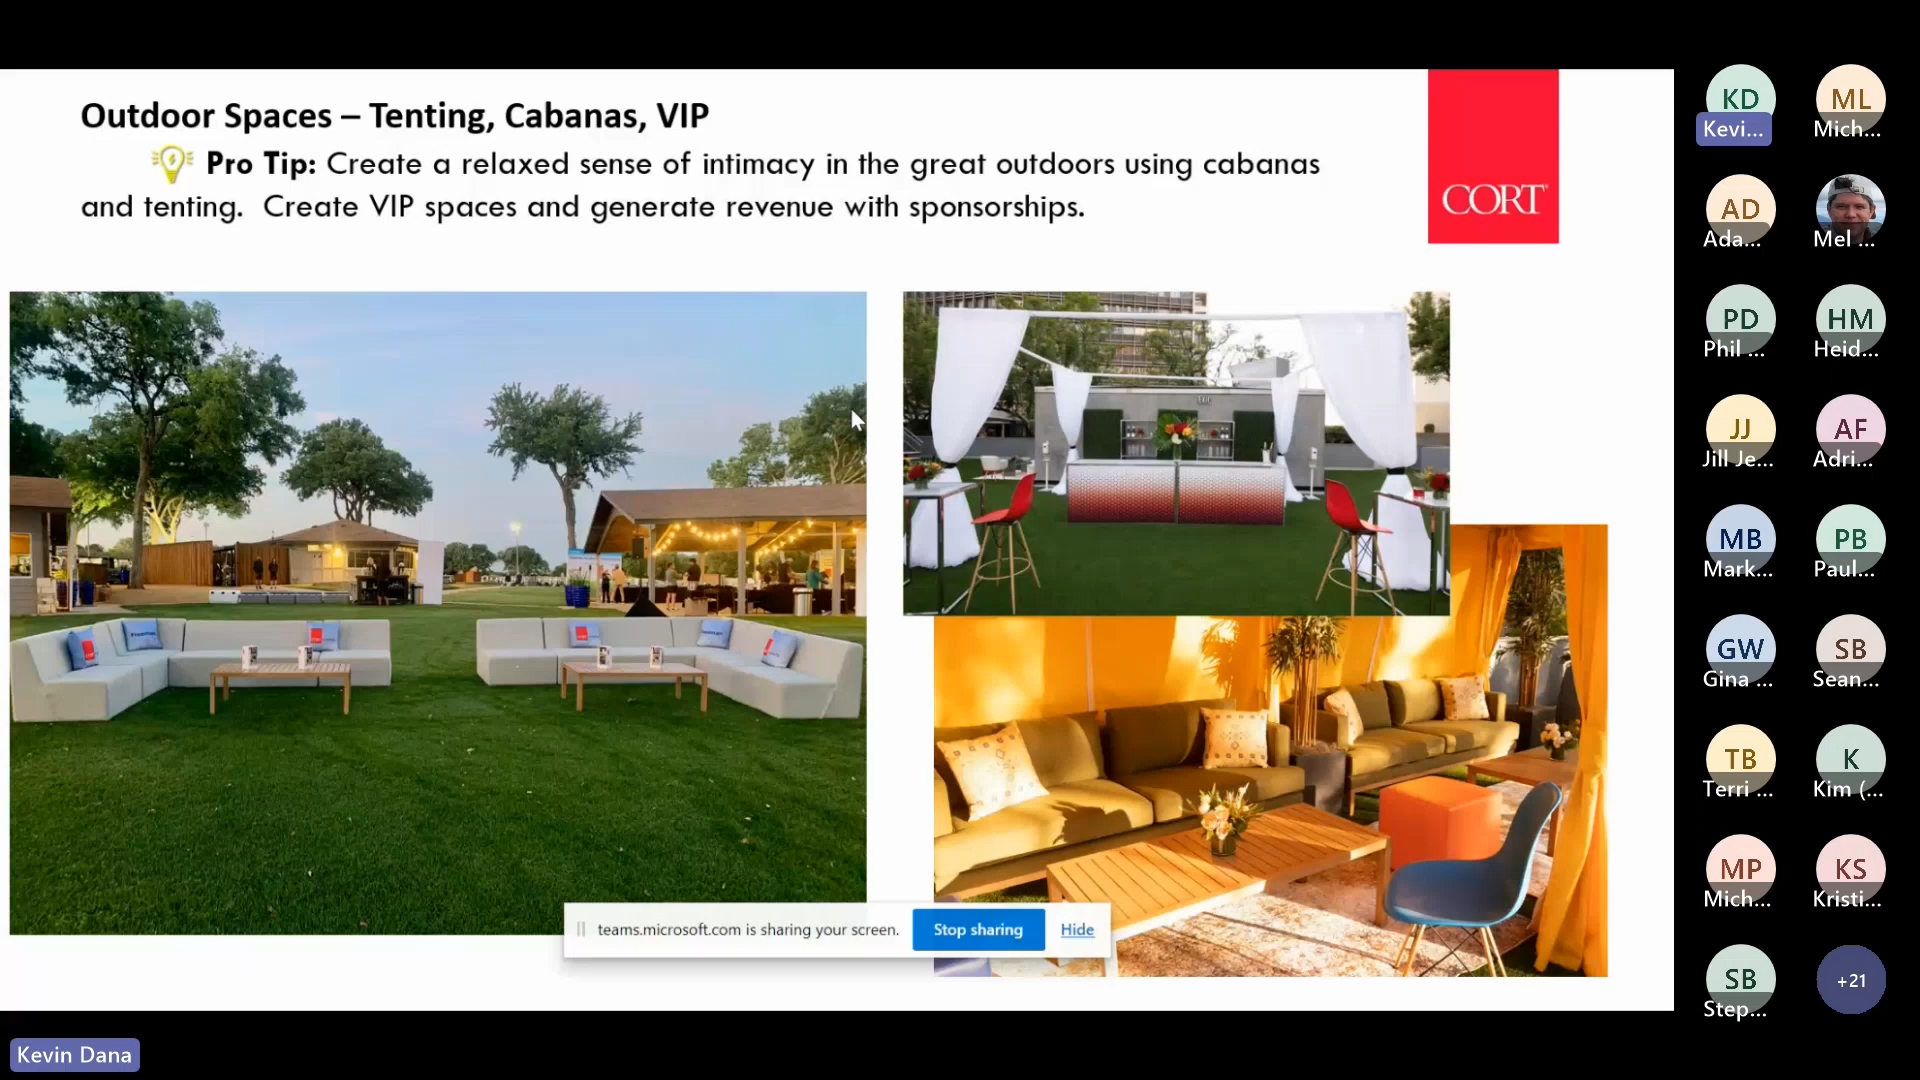 Outdoor Spaces – Tenting, Cabanas, VIP
Pro Tip: Create a relaxed sense of intimacy in the great outdoors using cabanas
and tenting. Create VIP spaces and generate revenue with sponsorships.
CORT
teams.microsoft.com is sharing your screen.
Stop sharing
Hide
Kevin Dana
KD
Kevi...
ML
Mich...
AD
Ada...
Mel ...
PD
Phil ...
HM
Heid...
JJ
Jill Je...
AF
Adri...
MB
Mark...
PB
Paul...
GW
Gina ...
SB
Sean...
TB
Terri ...
K
Kim (...
MP
Mich...
KS
Kristi...
SB
Step...
+21